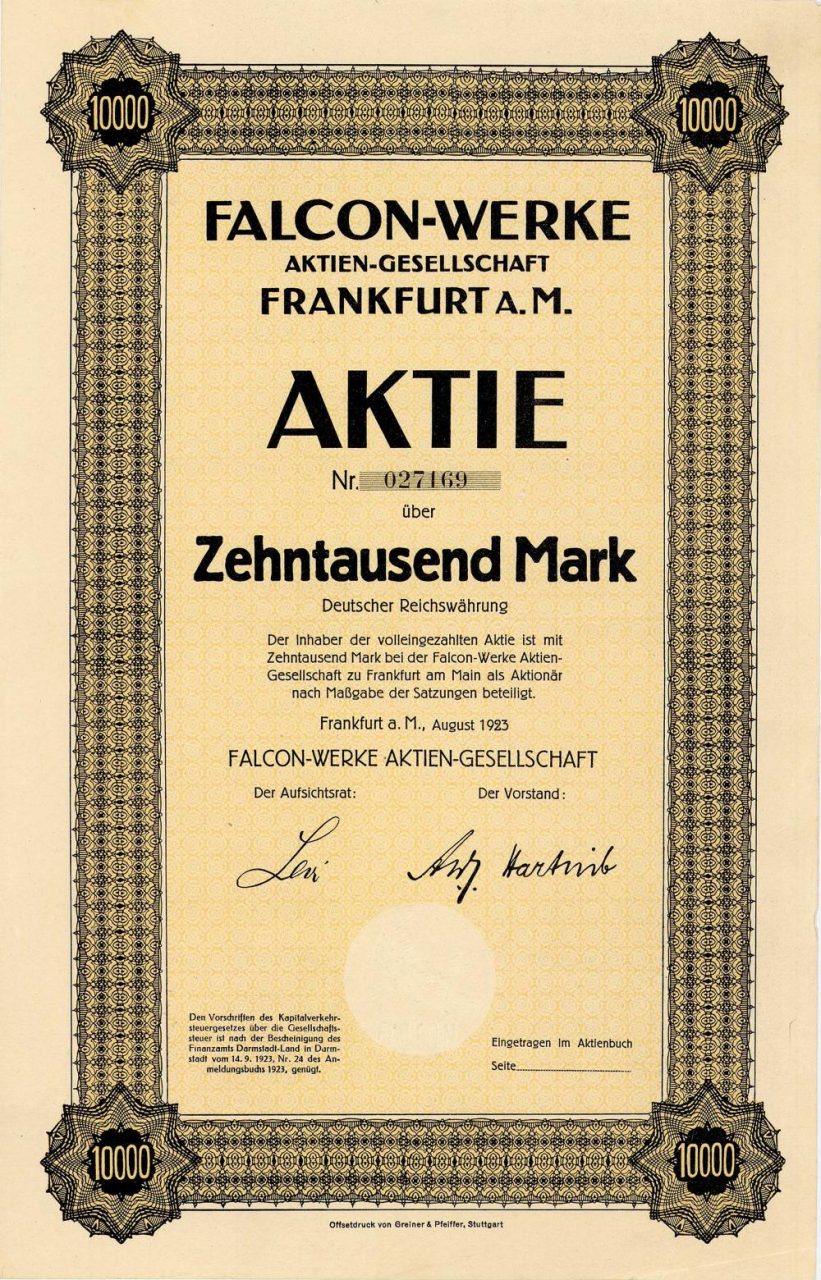 10000 10000
FALCON-WERKE
AKTIEN-GESELLSCHAFT
FRANKFURT A. M.
AKTIE
Nr. 027169
über
Zehntausend Mark
Deutscher Reichswährung
Der Inhaber der volleingezahlten Aktie ist mit
Zehntausend Mark bei der Falcon-Werke Aktien-
Gesellschaft zu Frankfurt am Main als Aktionär
nach Maßgabe der Satzungen beteiligt.
Frankfurt a. M., August 1923
FALCON-WERKE AKTIEN-GESELLSCHAFT
Der Aufsichtsrat: Der Vorstand:
Den Vorschriften des Kapitalverkehr-
steuergesetzes über die Gesellschafts-
steuer ist nach der Bescheinigung des
Finanzamts Darmstadt-Land in Darm-
stadt vom 14. 9. 1923, Nr. 24 des An-
meldungsbuchs 1923, genügt.
Eingetragen im Aktienbuch
Seite
10000 10000
Offsetdruck von Greiner & Pfeiffer, Stuttgart